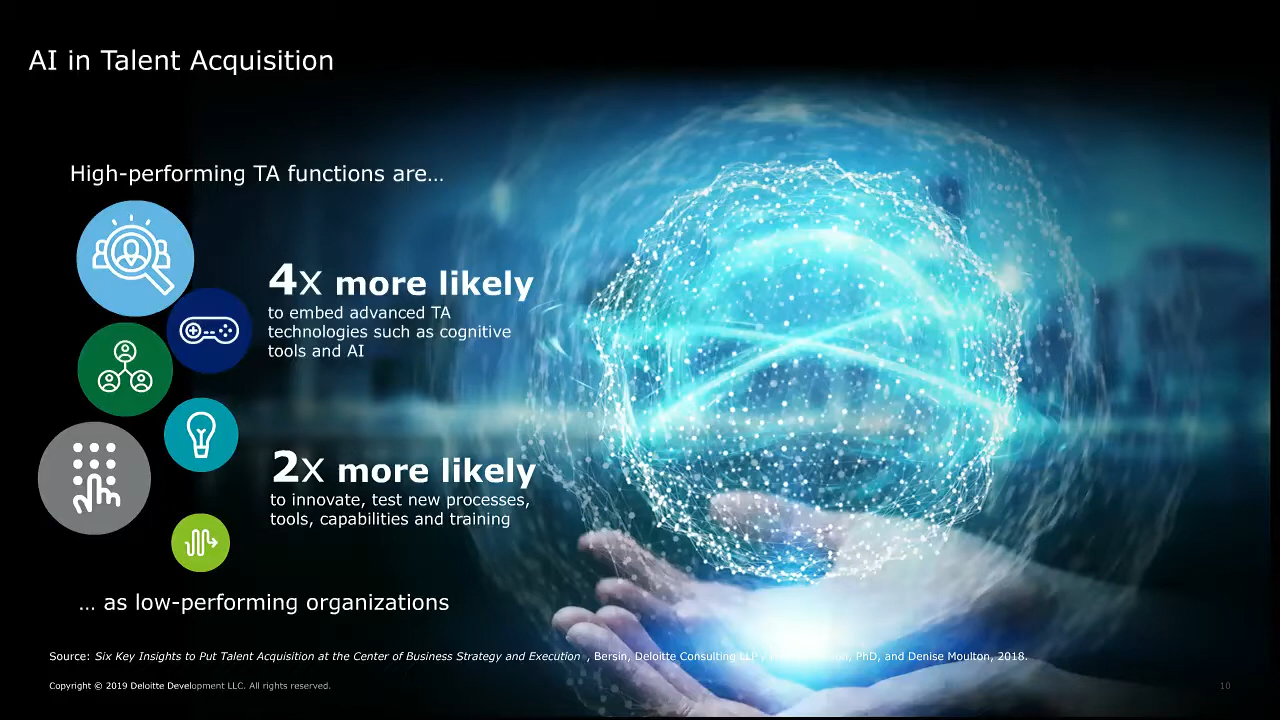 AI in Talent Acquisition
High-performing TA functions are…
4x more likely
to embed advanced TA
technologies such as cognitive
tools and AI
2x more likely
to innovate, test new processes,
tools, capabilities and training
… as low-performing organizations
Source: Six Key Insights to Put Talent Acquisition at the Center of Business Strategy and Execution , Bersin, Deloitte Consulting LLP / PhD, and Denise Moulton, 2018.
Copyright © 2019 Deloitte Development LLC. All rights reserved.
10